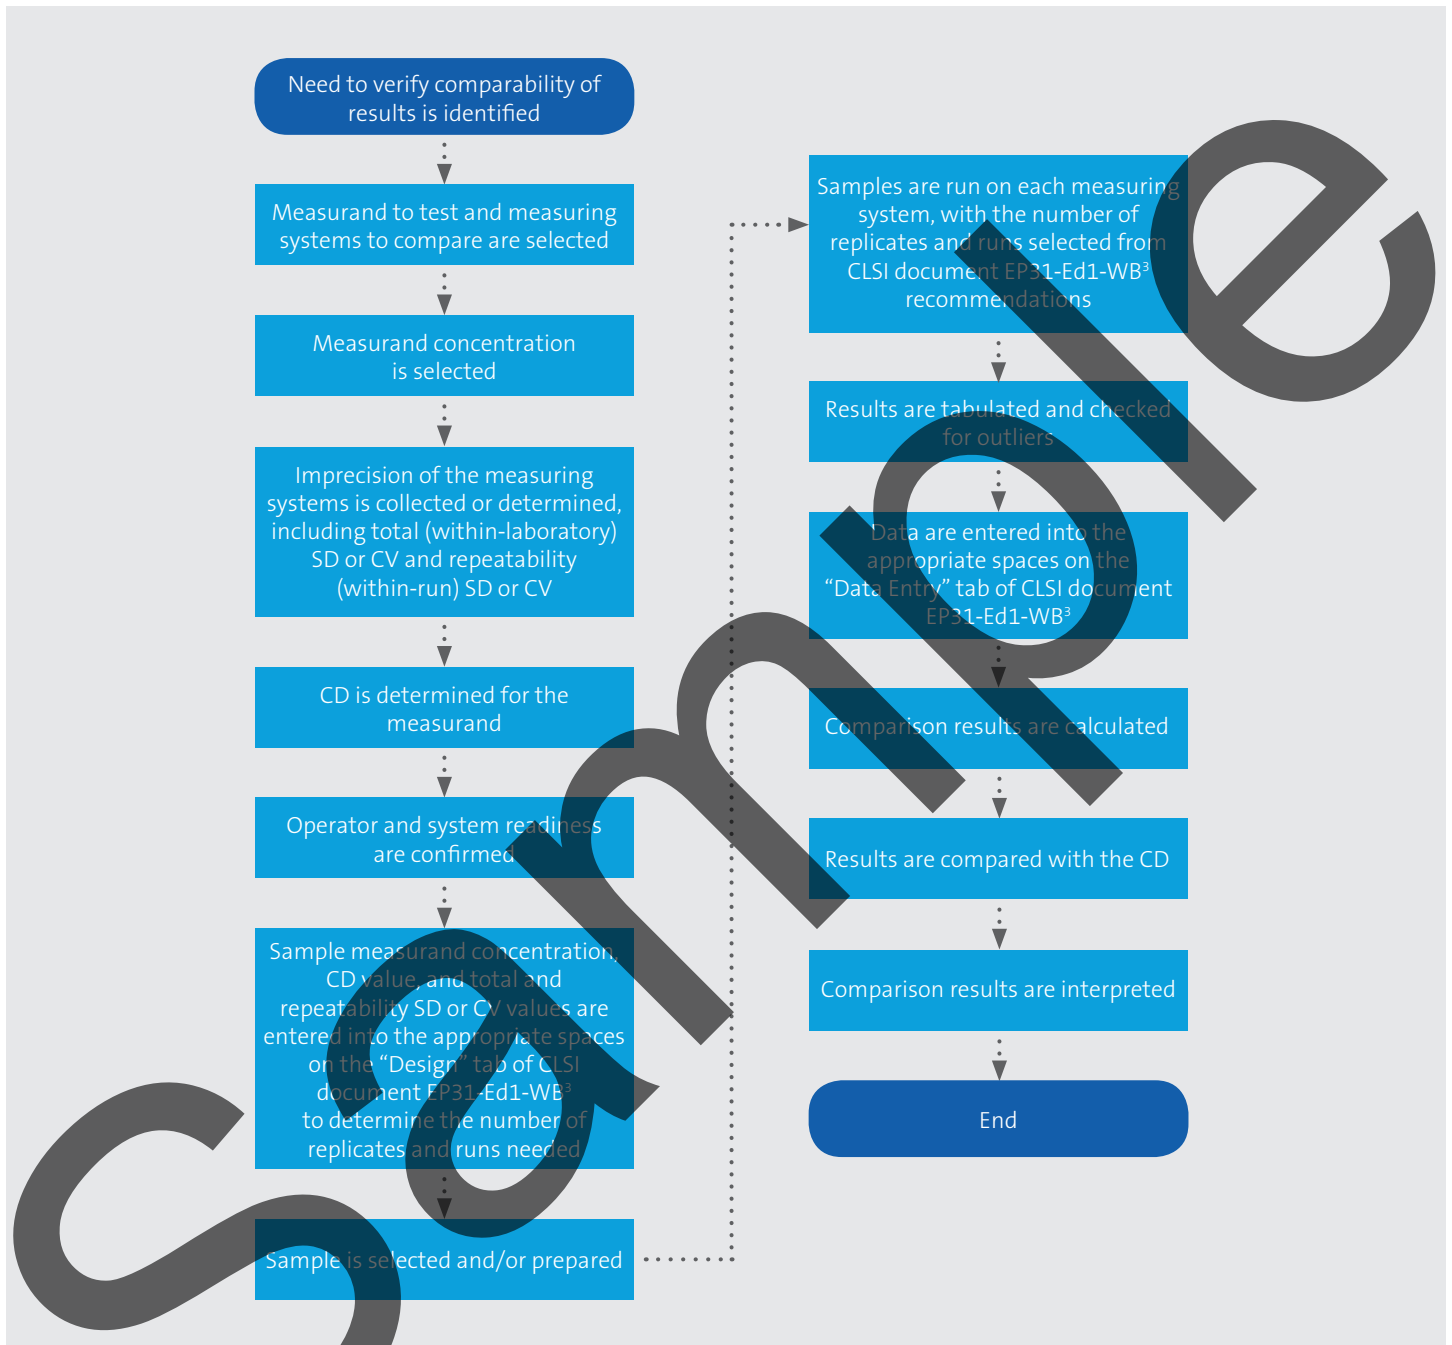 Need to verify comparability of
results is identified
Measurand to test and measuring
systems to compare are selected
Measurand concentration
is selected
Imprecision of the measuring
systems is collected or determined,
including total (within-laboratory)
SD or CV and repeatability
(within-run) SD or CV
CD is determined for the
measurand
Operator and system readiness
are confirmed
Sample measurand concentration,
CD value, and total and
repeatability SD or CV values are
entered into the appropriate spaces
on the “Design” tab of CLSI
document EP31-Ed1-WB³
to determine the number of
replicates and runs needed
Sample is selected and/or prepared
Samples are run on each measuring
system, with the number of
replicates and runs selected from
CLSI document EP31-Ed1-WB³
recommendations
Results are tabulated and checked
for outliers
Data are entered into the
appropriate spaces on the
“Data Entry” tab of CLSI document
EP31-Ed1-WB³
Comparison results are calculated
Results are compared with the CD
Comparison results are interpreted
End
Sample